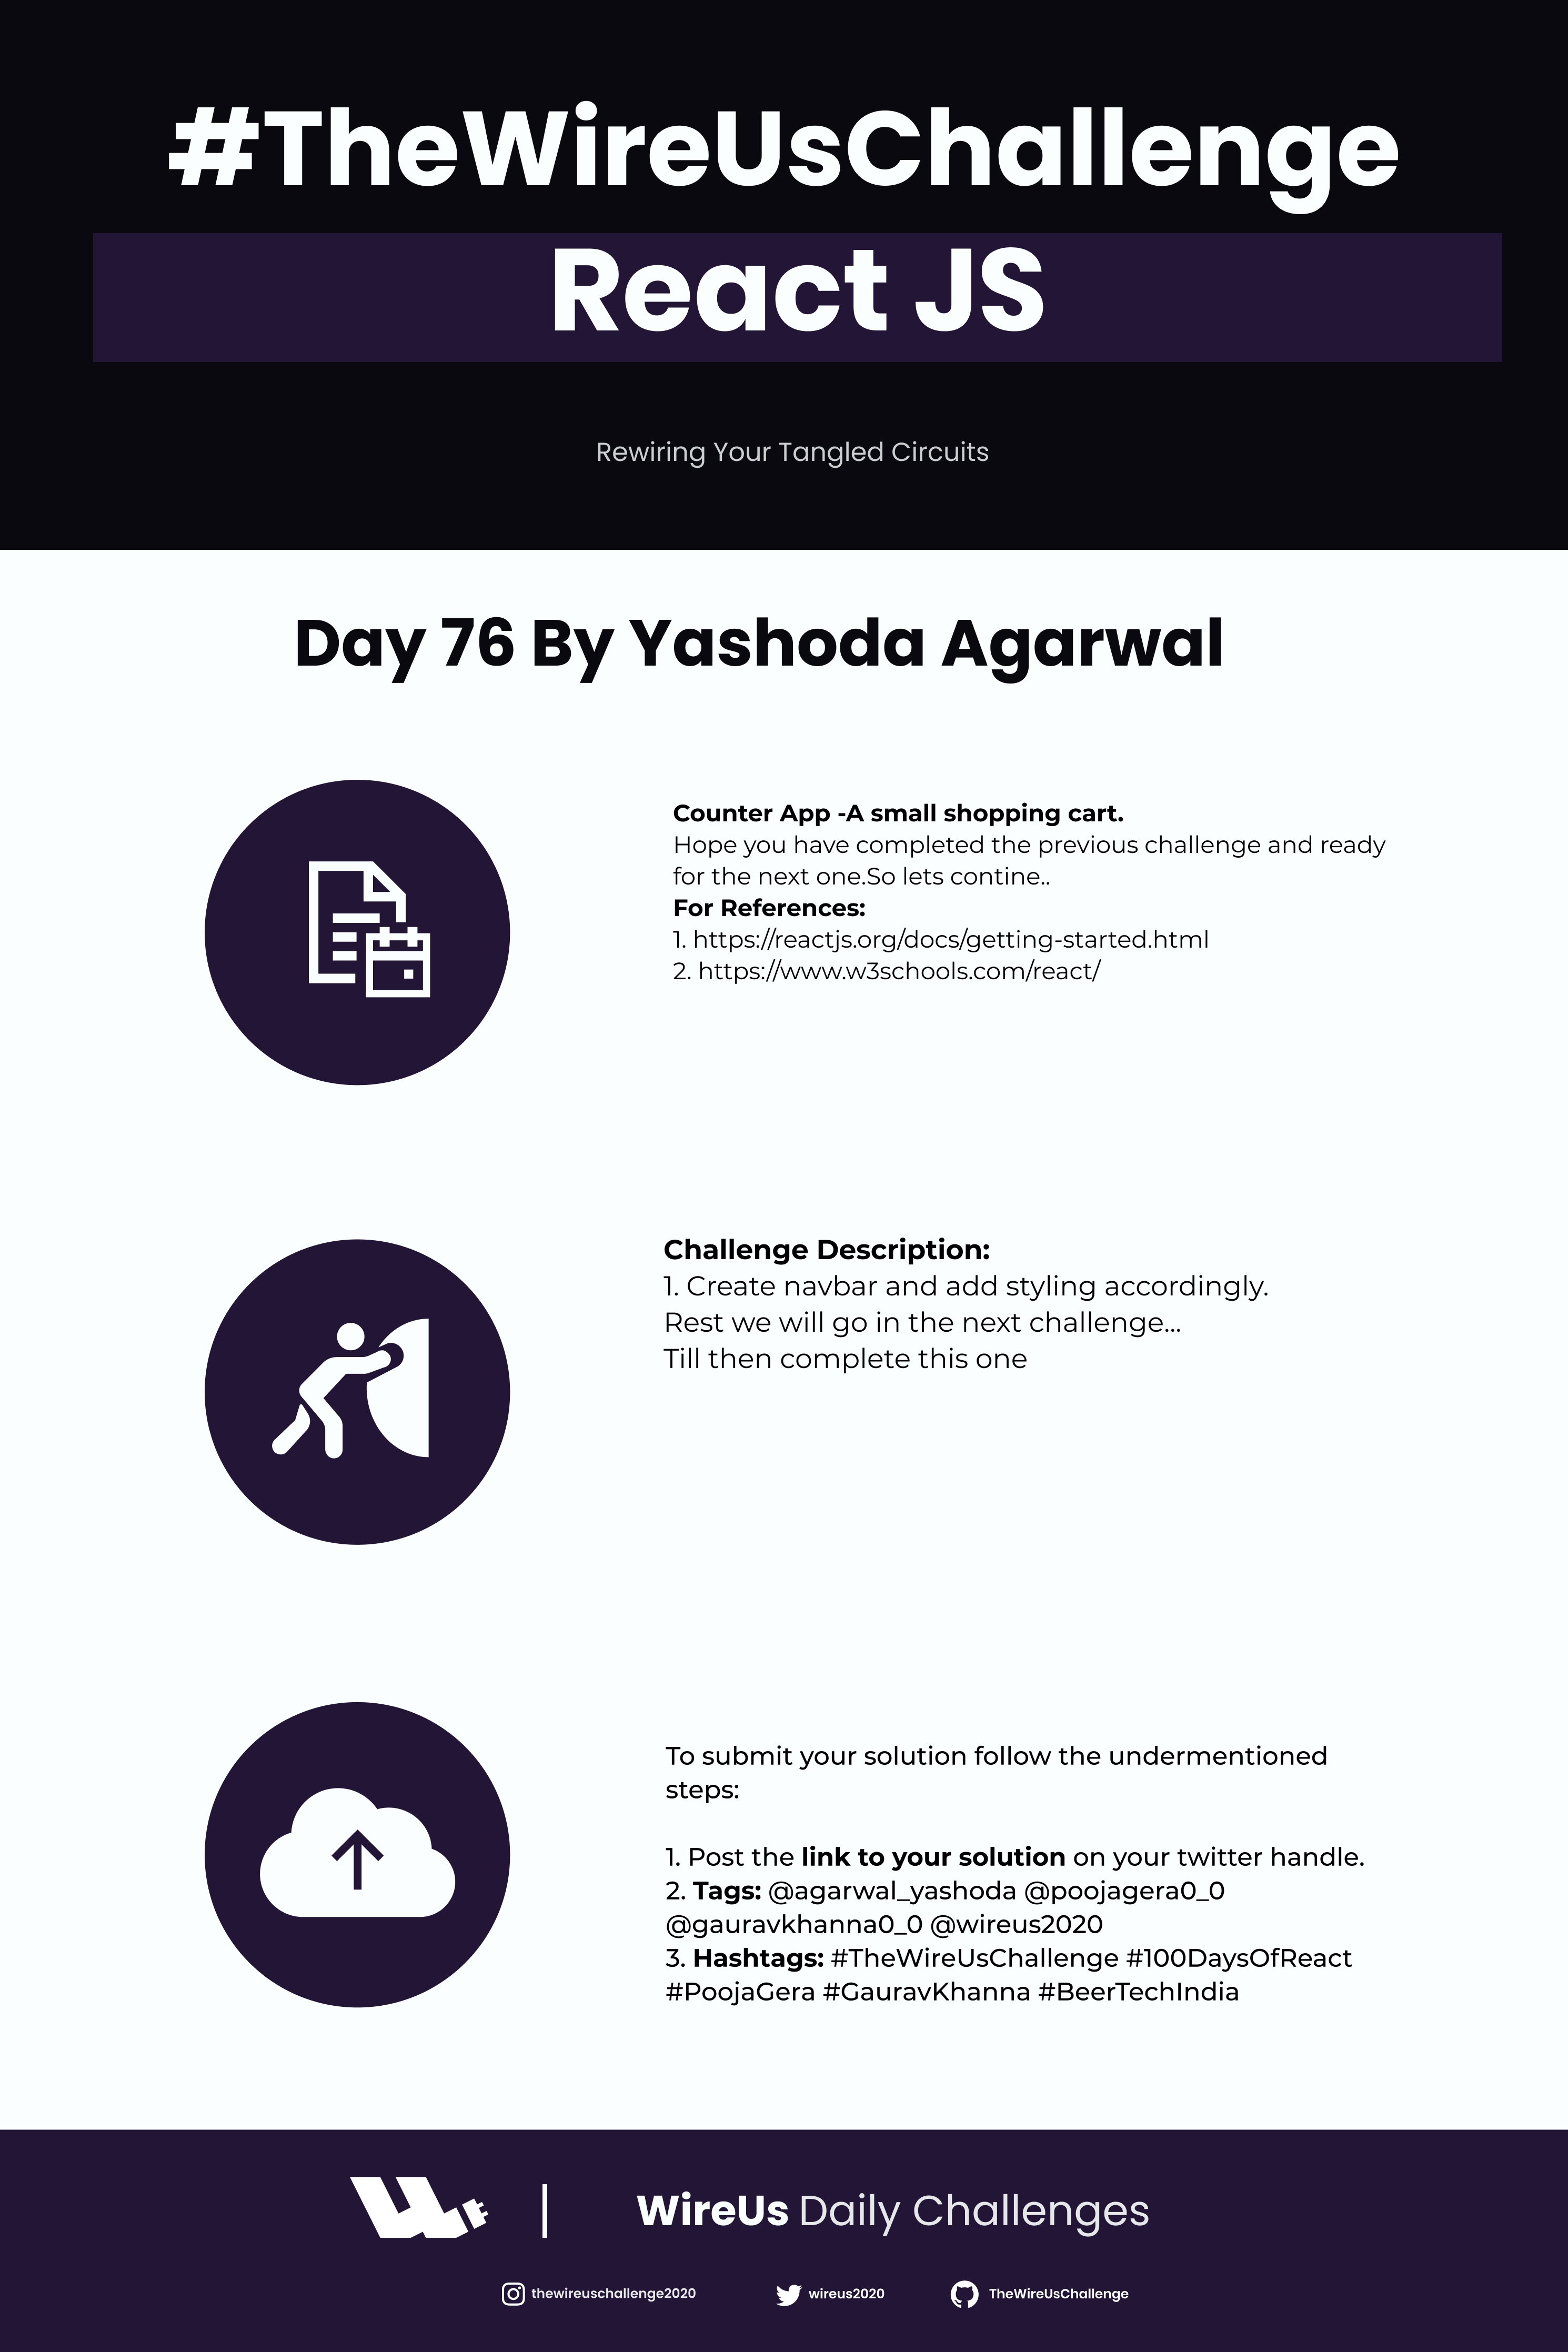 #TheWireUsChallenge
React JS
Rewiring Your Tangled Circuits
Day 76 By Yashoda Agarwal
Counter App -A small shopping cart.
Hope you have completed the previous challenge and ready
for the next one.So lets contine..
For References:
1. https://reactjs.org/docs/getting-started.html
2. https://www.w3schools.com/react/
Challenge Description:
1. Create navbar and add styling accordingly.
Rest we will go in the next challenge...
Till then complete this one
To submit your solution follow the undermentioned
steps:
1. Post the link to your solution on your twitter handle.
2. Tags: @agarwal_yashoda @poojagera0_0
@gauravkhanna0_0 @wireus2020
3. Hashtags: #TheWireUsChallenge #100DaysOfReact
#PoojaGera #GauravKhanna #BeerTechIndia
WireUs Daily Challenges
thewireuschallenge2020 wireus2020 TheWireUsChallenge